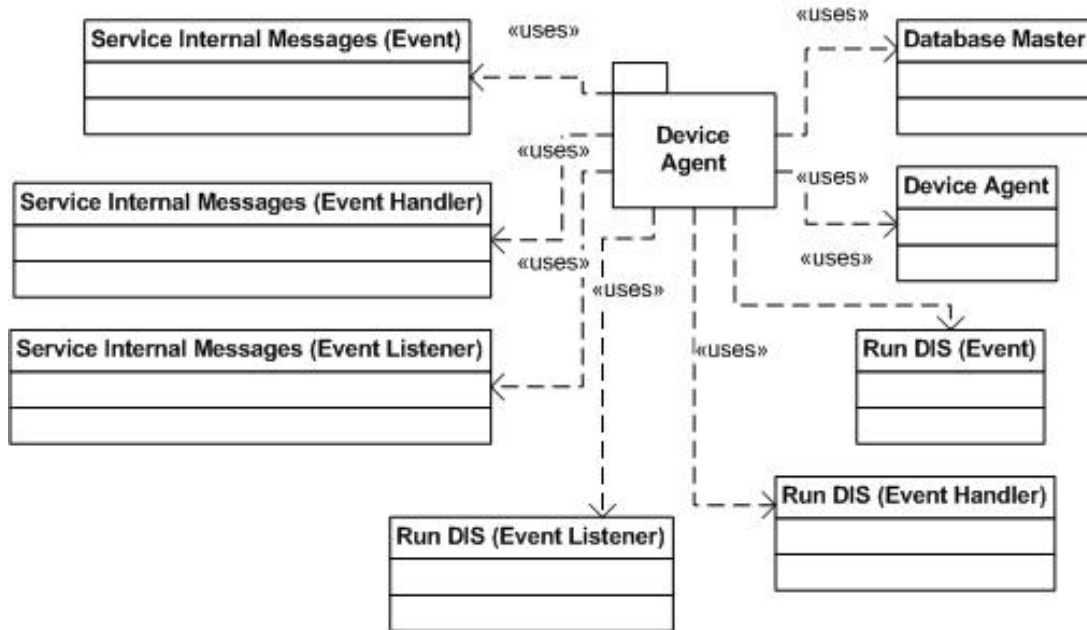 Service Internal Messages (Event)
«uses»
«uses»
Database Master
Device
Agent
«uses»
«uses»
Device Agent
Service Internal Messages (Event Handler)
«uses»
«uses»
«uses»
Service Internal Messages (Event Listener)
«uses»
Run DIS (Event)
Run DIS (Event Handler)
Run DIS (Event Listener)